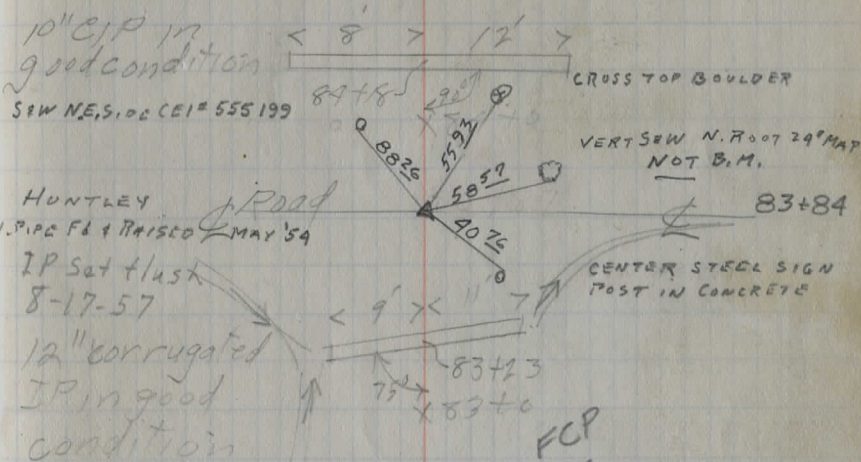 10" CIP in
good condition
< 8' > 12' >
CROSS TOP BOULDER
84+18
90°
S&W N.E.S. OF CEI# 555199
88 26
55 93
58 57
40 76
VERT S&W N. ROOT 24" MAP
NOT B.M.
HUNTLEY Road
83+84
I.PIPE Fd & RAISED MAY '54
IP Set flush
8-17-57
CENTER STEEL SIGN
POST IN CONCRETE
< 9' >< 11' >
12" corrugated
IP in good
condition
83+23
75°
X 83+0
FCP